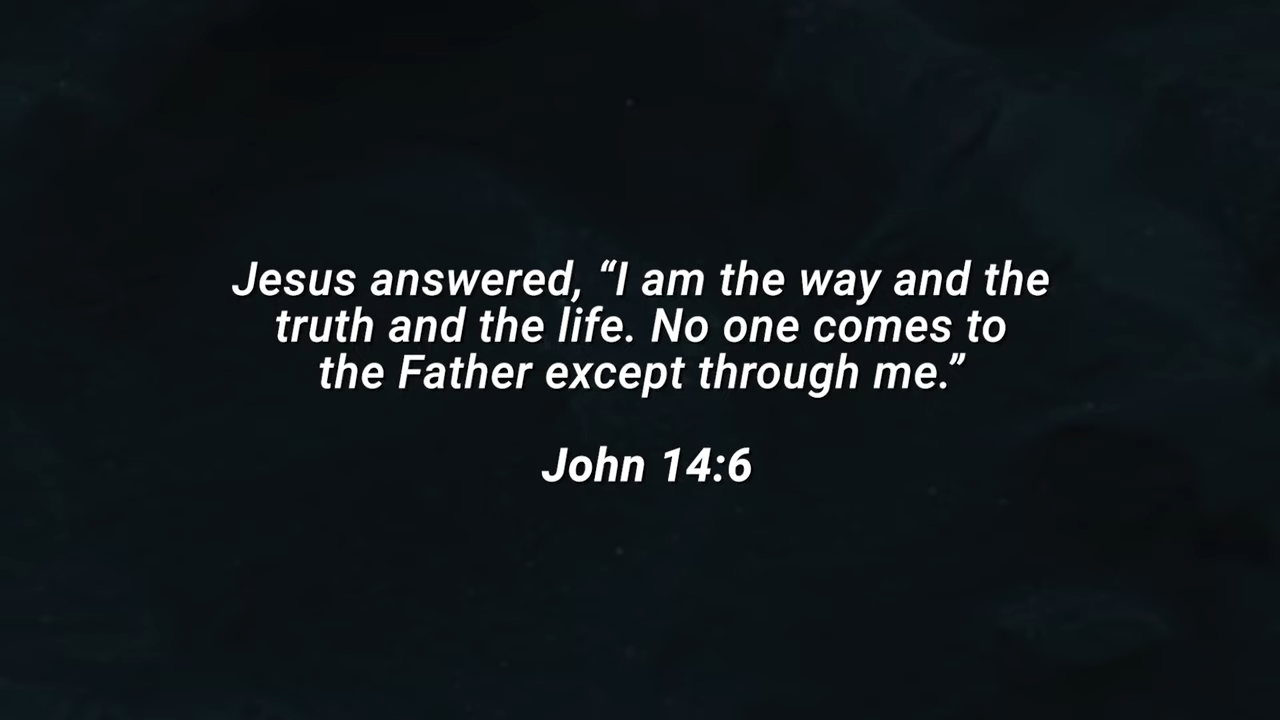 Jesus answered, “I am the way and the
truth and the life. No one comes to
the Father except through me.”
John 14:6